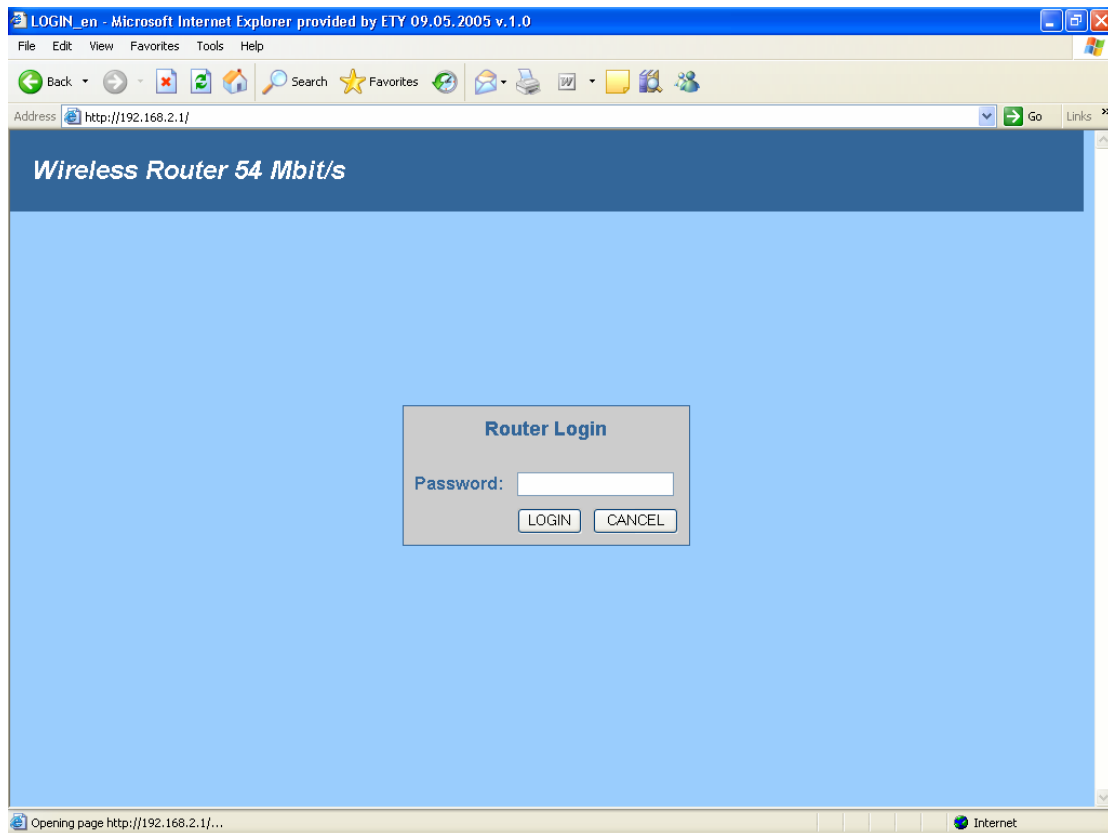 LOGIN_en - Microsoft Internet Explorer provided by ETY 09.05.2005 v.1.0
File Edit View Favorites Tools Help
Back Search Favorites W
Address http://192.168.2.1/ Go Links »
Wireless Router 54 Mbit/s
Router Login
Password:
LOGIN CANCEL
Opening page http://192.168.2.1/... Internet